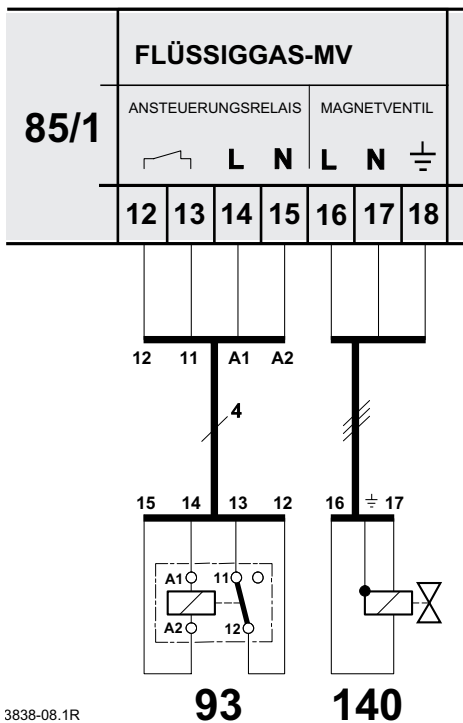 FLÜSSIGGAS-MV
85/1
ANSTEUERUNGSRELAIS MAGNETVENTIL
L N L N
12 13 14 15 16 17 18
12 11 A1 A2
4
15 14 13 12 16 17
A1 11
A2 12
3838-08.1R
93 140